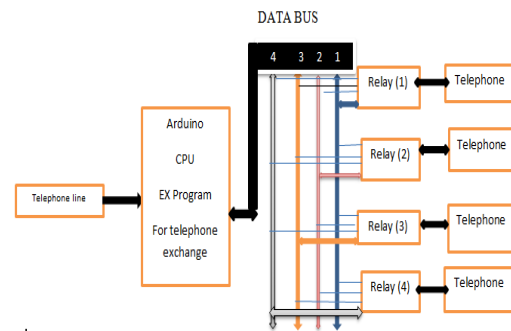 DATA BUS
4 3 2 1
Relay (1)
Telephone
Arduino
CPU
EX Program
For telephone
exchange
Telephone line
Relay (2)
Telephone
Relay (3)
Telephone
Relay (4)
Telephone